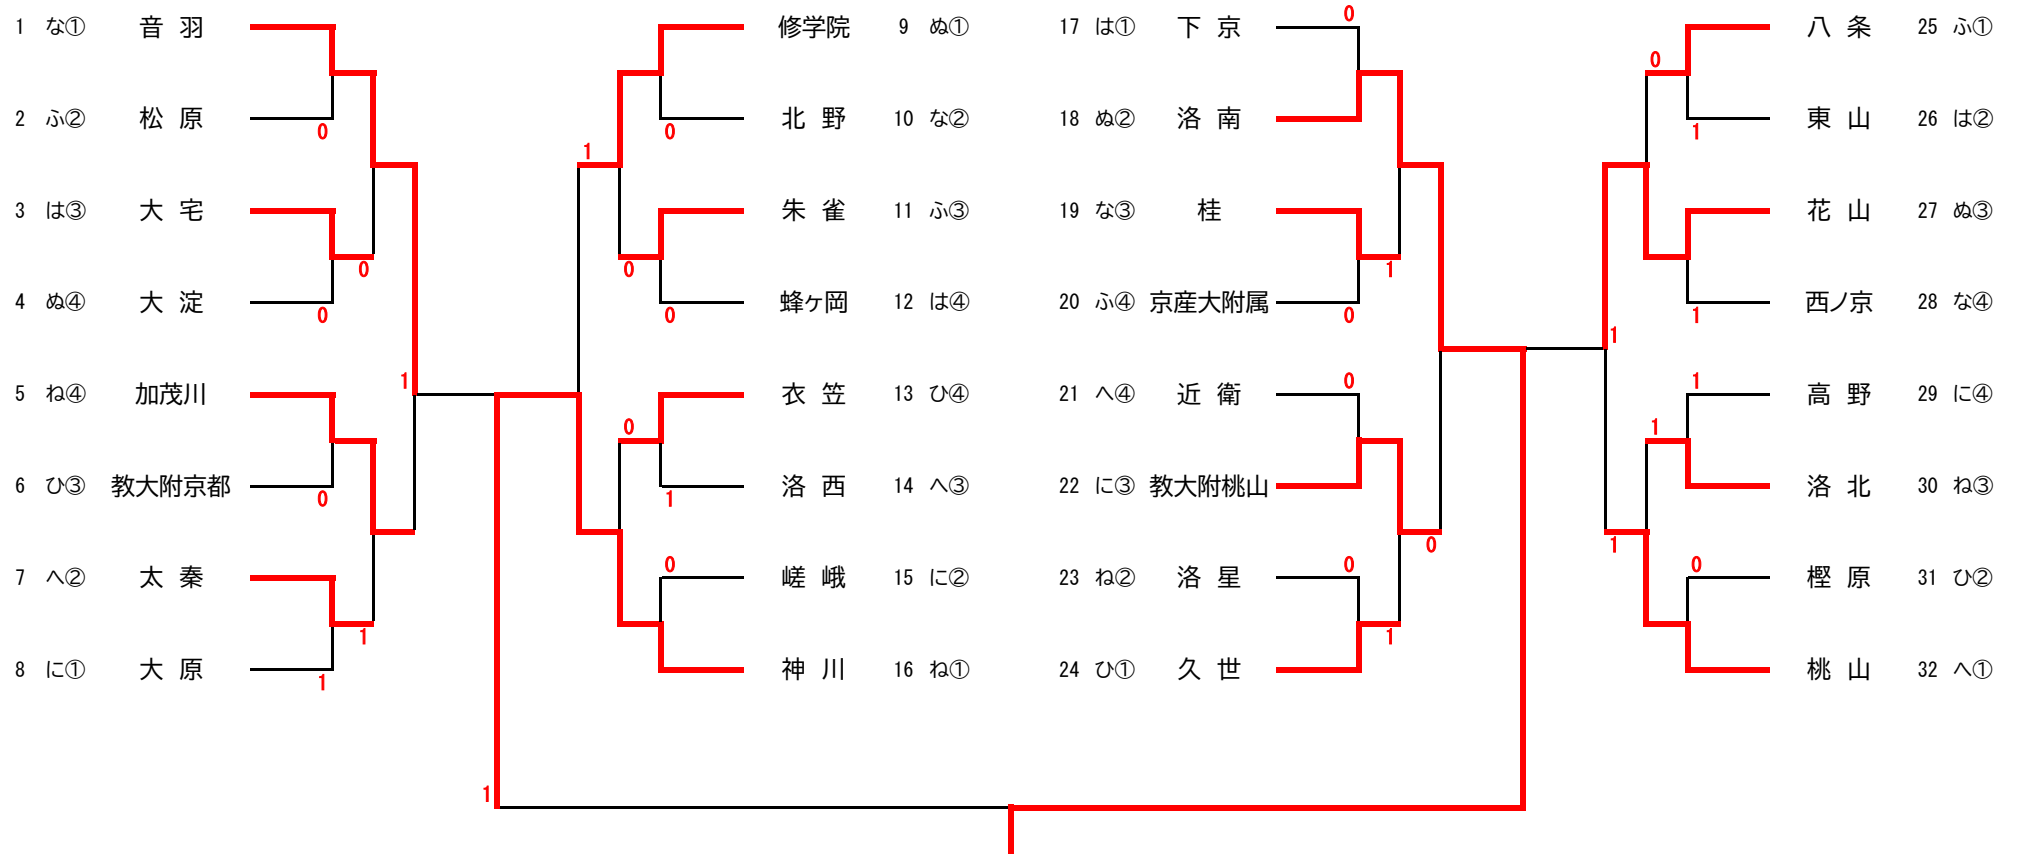 1 な① 音 羽 修学院 9 ぬ① 17 は① 下 京 0 八 条 25 ふ①
0
2 ふ② 松 原 0 北 野 10 な② 18 ぬ② 洛 南 東 山 26 は②
0 1
1
3 は③ 大 宅 朱 雀 11 ふ③ 19 な③ 桂 花 山 27 ぬ③
0 0 1
4 ぬ④ 大 淀 蜂ヶ岡 12 は④ 20 ふ④ 京産大附属 西ノ京 28 な④
0 0 0 1
1
1 0 1
5 ね④ 加茂川 衣 笠 13 ひ④ 21 へ④ 近 衛 高 野 29 に④
0 1
6 ひ③ 教大附京都 洛 西 14 へ③ 22 に③ 教大附桃山 洛 北 30 ね③
0 1
0 1
0 0 0
7 へ② 太 秦 嵯 峨 15 に② 23 ね② 洛 星 樫 原 31 ひ②
1 1
8 に① 大 原 神 川 16 ね① 24 ひ① 久 世 桃 山 32 へ①
1
1